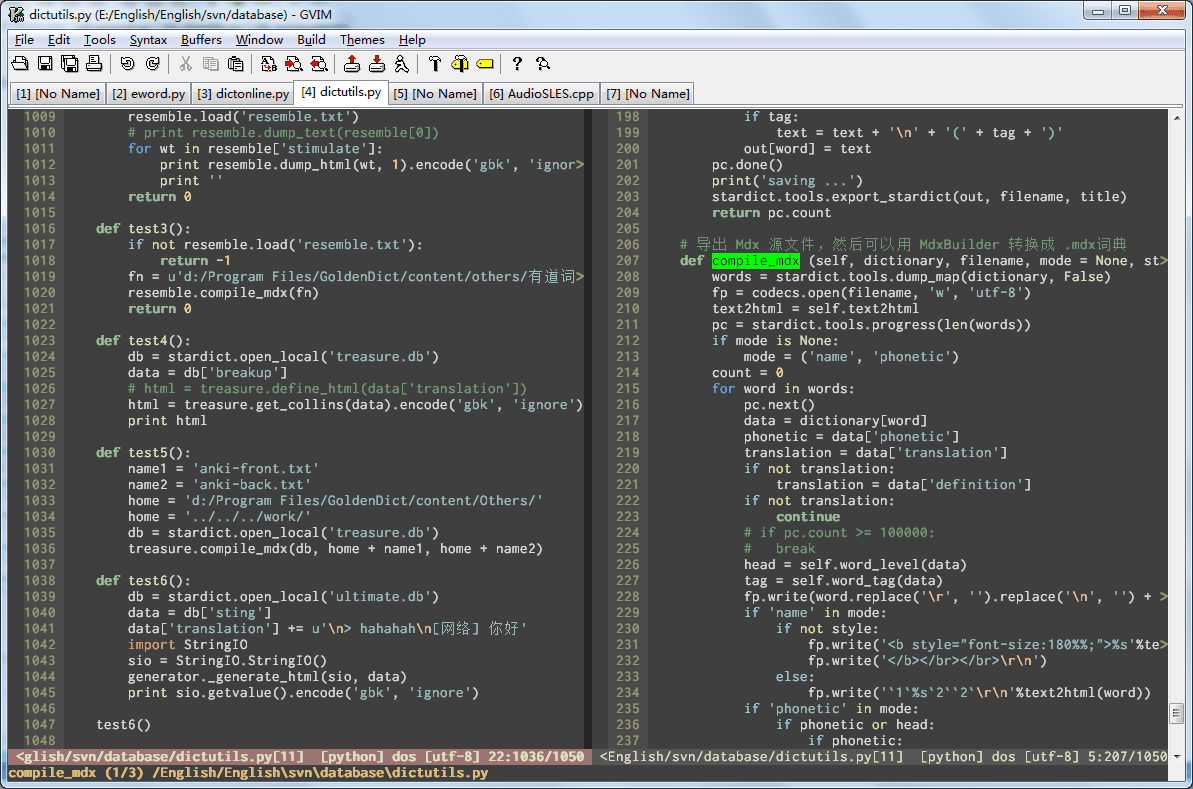 dictutils.py (E:/English/English/svn/database) - GVIM
File Edit Tools Syntax Buffers Window Build Themes Help
[1] [No Name] [2] eword.py [3] dictonline.py [4] dictutils.py [5] [No Name] [6] AudioSLES.cpp [7] [No Name]
1009 resemble.load('resemble.txt')
1010 # print resemble.dump_text(resemble[0])
1011 for wt in resemble['stimulate']:
1012 print resemble.dump_html(wt, 1).encode('gbk', 'ignor>
1013 print ''
1014 return 0
1015
1016 def test3():
1017 if not resemble.load('resemble.txt'):
1018 return -1
1019 fn = u'd:/Program Files/GoldenDict/content/others/有道词>
1020 resemble.compile_mdx(fn)
1021 return 0
1022
1023 def test4():
1024 db = stardict.open_local('treasure.db')
1025 data = db['breakup']
1026 # html = treasure.define_html(data['translation'])
1027 html = treasure.get_collins(data).encode('gbk', 'ignore')
1028 print html
1029
1030 def test5():
1031 name1 = 'anki-front.txt'
1032 name2 = 'anki-back.txt'
1033 home = 'd:/Program Files/GoldenDict/content/Others/'
1034 home = '../../../work/'
1035 db = stardict.open_local('treasure.db')
1036 treasure.compile_mdx(db, home + name1, home + name2)
1037
1038 def test6():
1039 db = stardict.open_local('ultimate.db')
1040 data = db['sting']
1041 data['translation'] += u'\n> hahahah\n[网络] 你好'
1042 import StringIO
1043 sio = StringIO.StringIO()
1044 generator._generate_html(sio, data)
1045 print sio.getvalue().encode('gbk', 'ignore')
1046
1047 test6()
1048
<glish/svn/database/dictutils.py[11] [python] dos [utf-8] 22:1036/1050
198 if tag:
199 text = text + '\n' + '(' + tag + ')'
200 out[word] = text
201 pc.done()
202 print('saving ...')
203 stardict.tools.export_stardict(out, filename, title)
204 return pc.count
205
206 # 导出 Mdx 源文件，然后可以用 MdxBuilder 转换成 .mdx词典
207 def compile_mdx (self, dictionary, filename, mode = None, st>
208 words = stardict.tools.dump_map(dictionary, False)
209 fp = codecs.open(filename, 'w', 'utf-8')
210 text2html = self.text2html
211 pc = stardict.tools.progress(len(words))
212 if mode is None:
213 mode = ('name', 'phonetic')
214 count = 0
215 for word in words:
216 pc.next()
217 data = dictionary[word]
218 phonetic = data['phonetic']
219 translation = data['translation']
220 if not translation:
221 translation = data['definition']
222 if not translation:
223 continue
224 # if pc.count >= 100000:
225 # break
226 head = self.word_level(data)
227 tag = self.word_tag(data)
228 fp.write(word.replace('\r', '').replace('\n', '') + >
229 if 'name' in mode:
230 if not style:
231 fp.write('<b style="font-size:180%%;">%s'%te>
232 fp.write('</b></br></br>\r\n')
233 else:
234 fp.write('`1`%s`2``2`\r\n'%text2html(word))
235 if 'phonetic' in mode:
236 if phonetic or head:
237 if phonetic:
<English/svn/database/dictutils.py[11] [python] dos [utf-8] 5:207/1050
compile_mdx (1/3) /English/English\svn\database\dictutils.py